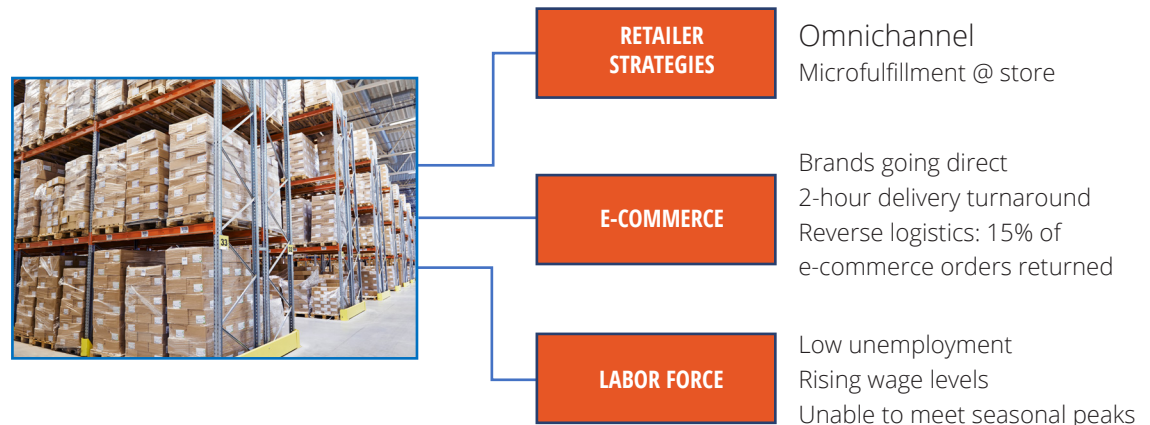 RETAILER
STRATEGIES
Omnichannel
Microfulfillment @ store
E-COMMERCE
Brands going direct
2-hour delivery turnaround
Reverse logistics: 15% of
e-commerce orders returned
LABOR FORCE
Low unemployment
Rising wage levels
Unable to meet seasonal peaks
33